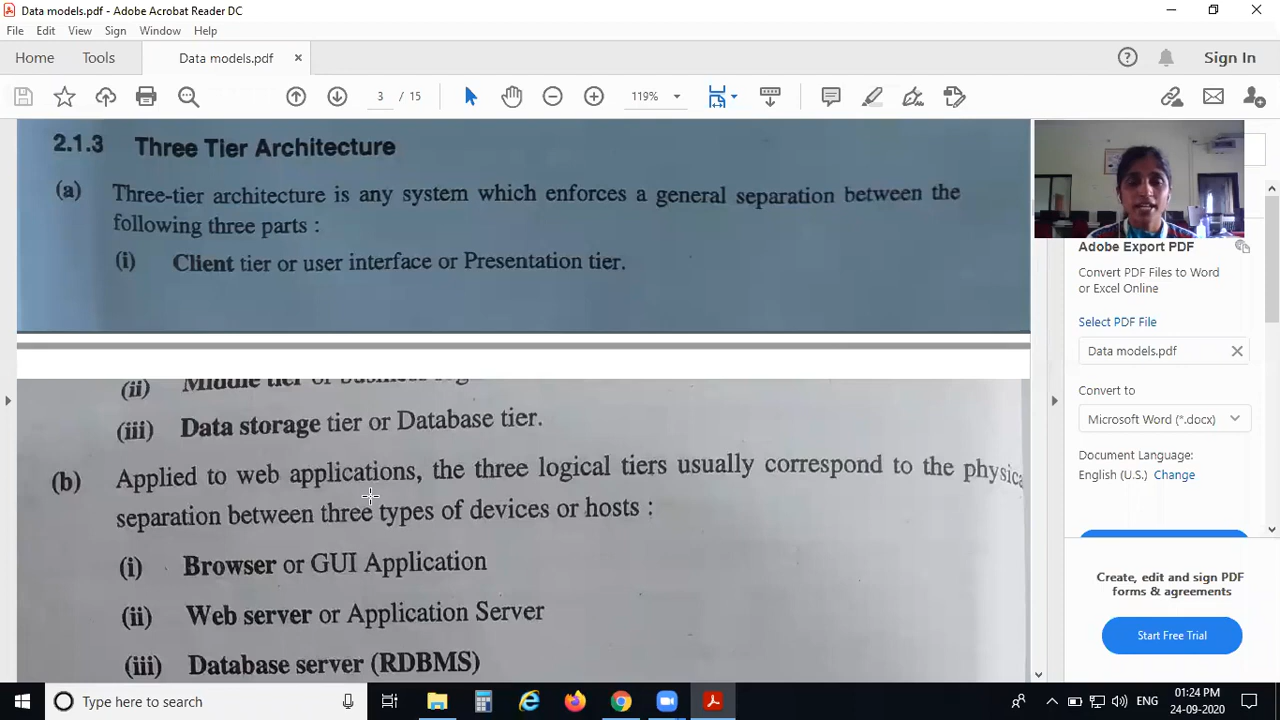 Data models.pdf - Adobe Acrobat Reader DC
File Edit View Sign Window Help
Home Tools Data models.pdf × Sign In
3 / 15 119%
2.1.3 Three Tier Architecture
(a) Three-tier architecture is any system which enforces a general separation between the
following three parts :
(i) Client tier or user interface or Presentation tier.
(ii) Middle tier or
(iii) Data storage tier or Database tier.
(b) Applied to web applications, the three logical tiers usually correspond to the
separation between three types of devices or hosts :
(i) Browser or GUI Application
(ii) Web server or Application Server
(iii) Database server (RDBMS)
Adobe Export PDF
Convert PDF Files to Word
or Excel Online
Select PDF File
Data models.pdf
Convert to
Microsoft Word (*.docx)
Document Language:
English (U.S.) Change
Create, edit and sign PDF
forms & agreements
Start Free Trial
Type here to search
ENG
01:24 PM
24-09-2020